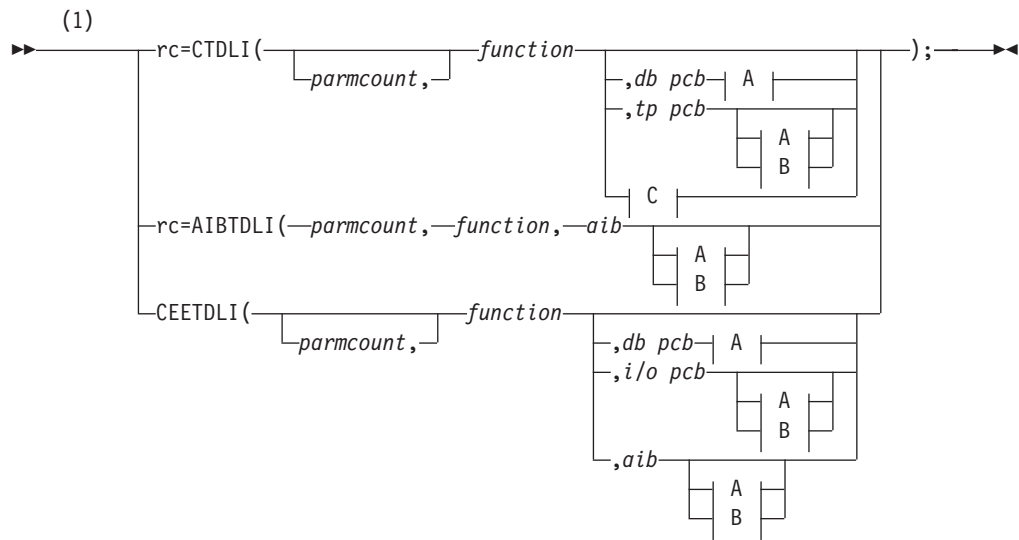 (1)
rc=CTDLI( parmcount, function ,db pcb A );
,tp pcb A
B
C
rc=AIBTDLI( parmcount, function, aib A
B
CEETDLI( parmcount, function ,db pcb A
,i/o pcb A
B
,aib A
B